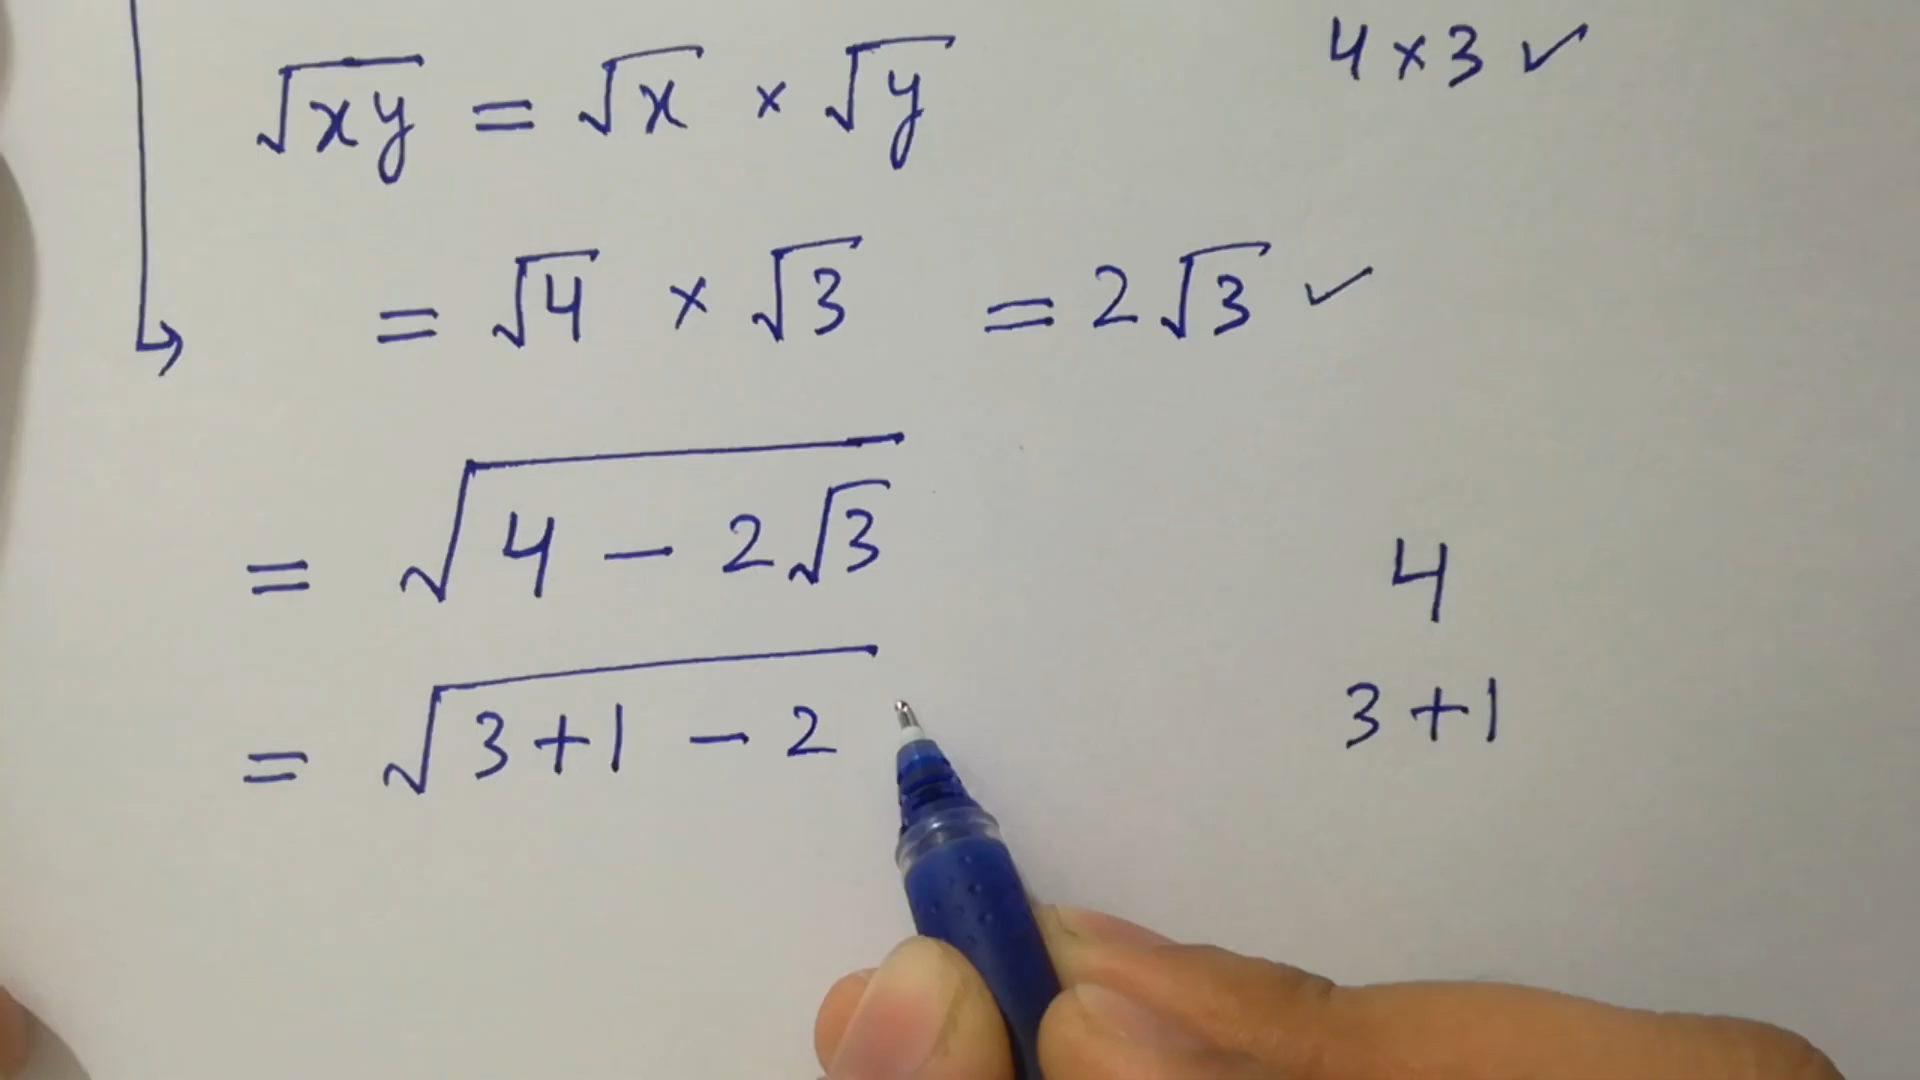 4 × 3 ✓
√xy = √x × √y
= √4 × √3 = 2√3 ✓
= √(4 − 2√3)
4
= √(3+1 − 2
3+1